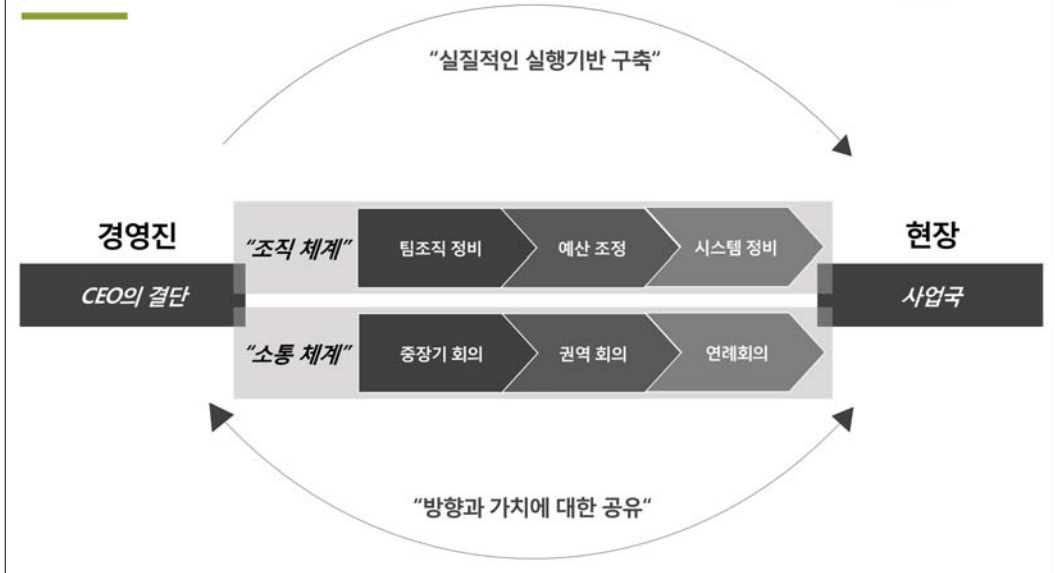 “실질적인 실행기반 구축“
경영진
CEO의 결단
“조직 체계”
팀조직 정비
예산 조정
시스템 정비
“소통 체계”
중장기 회의
권역 회의
연례회의
현장
사업국
“방향과 가치에 대한 공유“